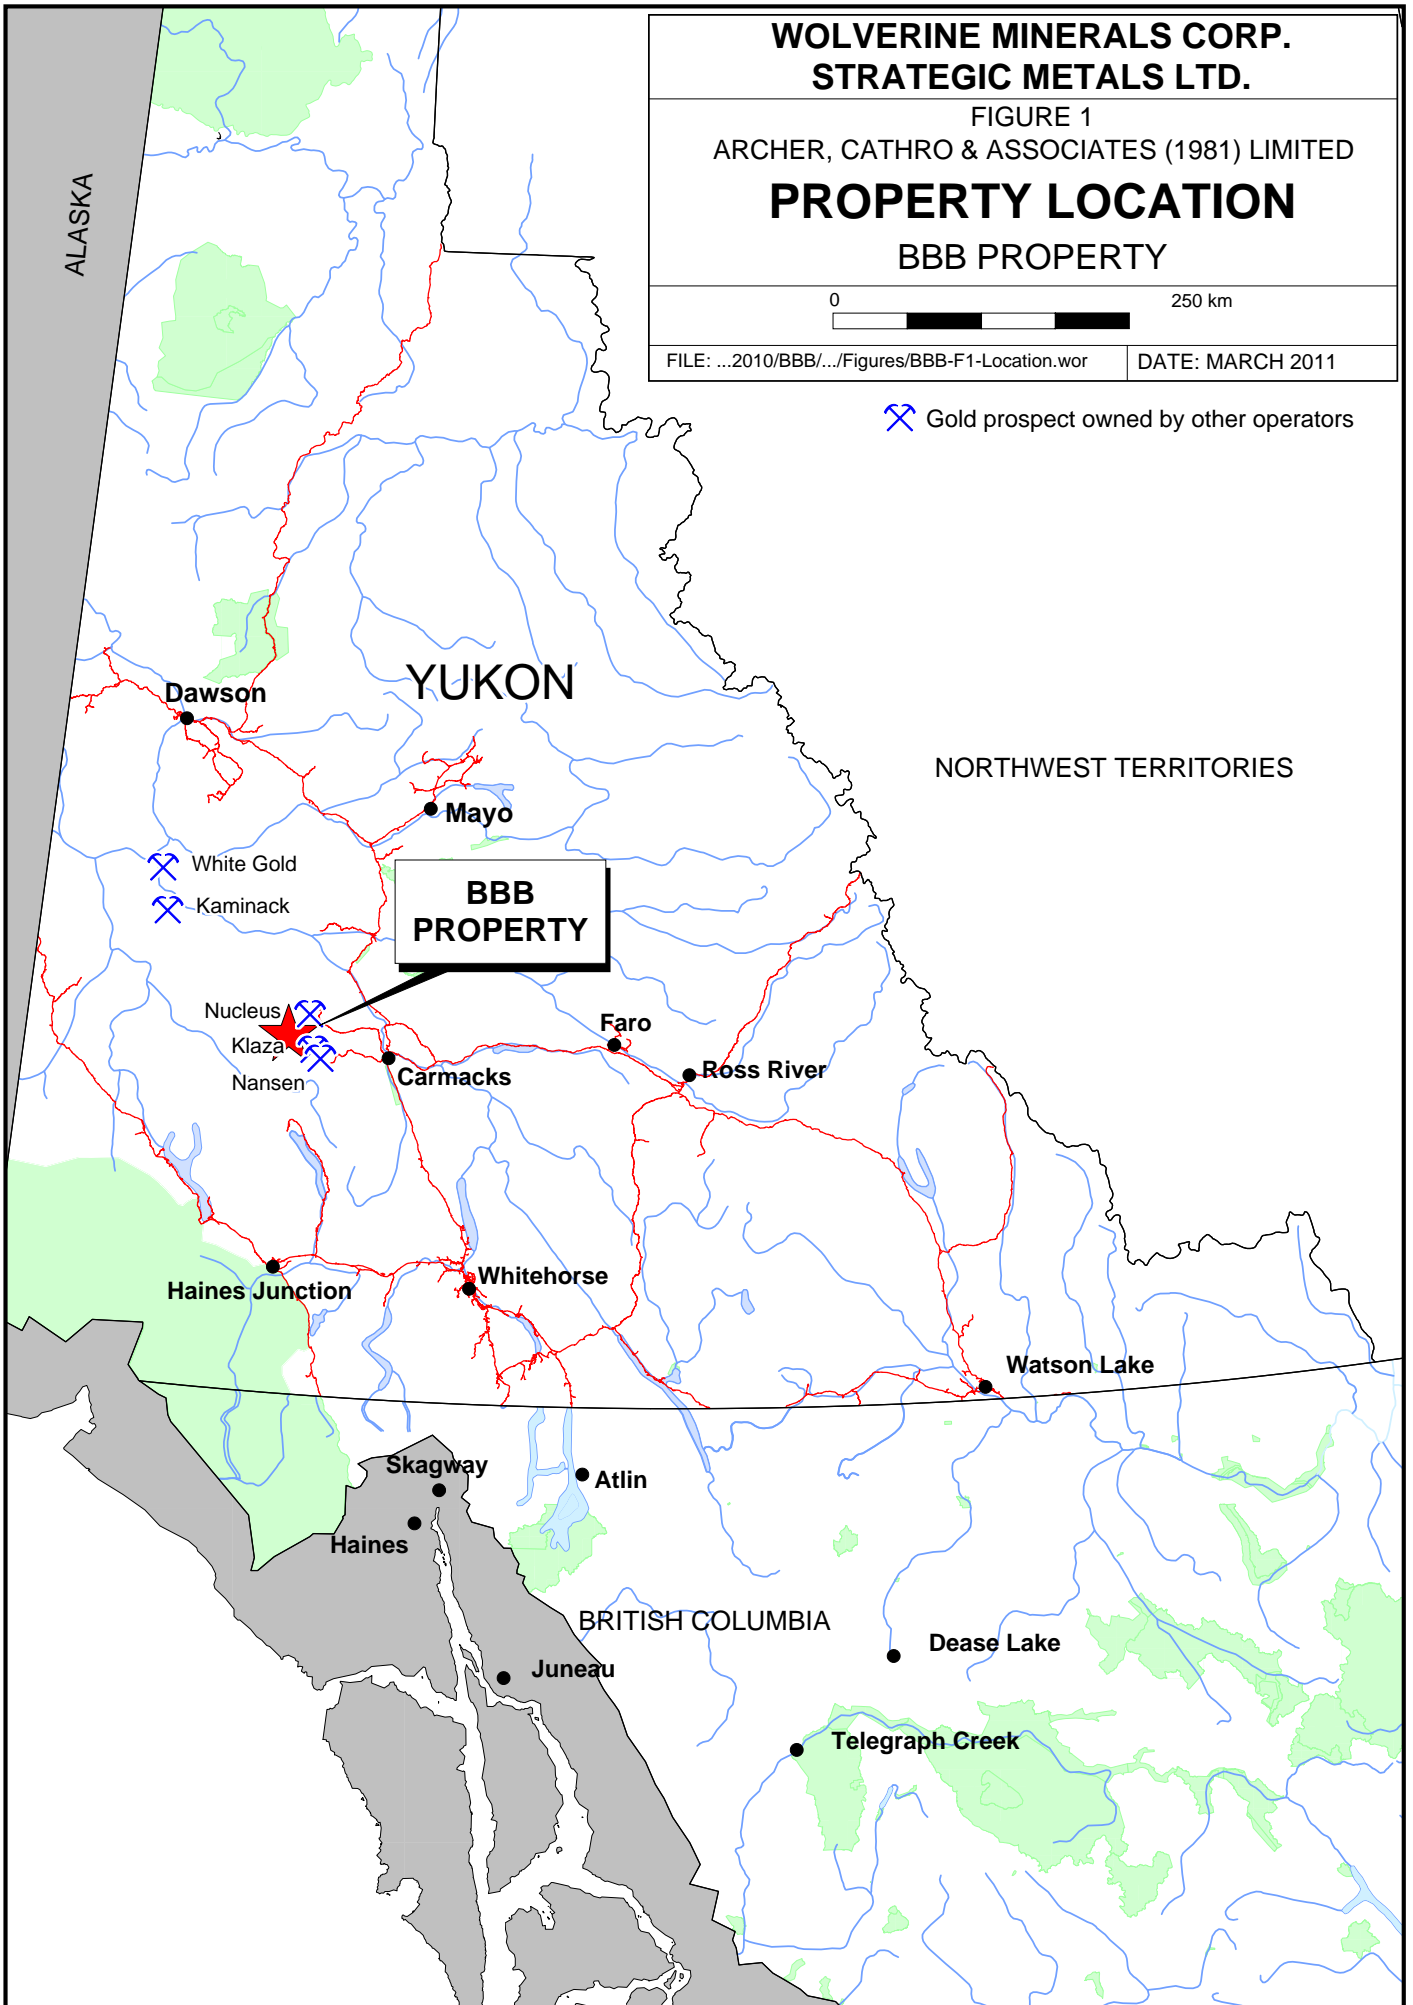 WOLVERINE MINERALS CORP.
STRATEGIC METALS LTD.
FIGURE 1
ARCHER, CATHRO & ASSOCIATES (1981) LIMITED
PROPERTY LOCATION
BBB PROPERTY
0 250 km
FILE: ...2010/BBB/.../Figures/BBB-F1-Location.wor DATE: MARCH 2011
Gold prospect owned by other operators
ALASKA
YUKON
Dawson
NORTHWEST TERRITORIES
Mayo
White Gold
Kaminack
BBB
PROPERTY
Nucleus
Klaza
Nansen
Carmacks
Faro
Ross River
Haines Junction
Whitehorse
Watson Lake
Skagway
Atlin
Haines
BRITISH COLUMBIA
Dease Lake
Juneau
Telegraph Creek